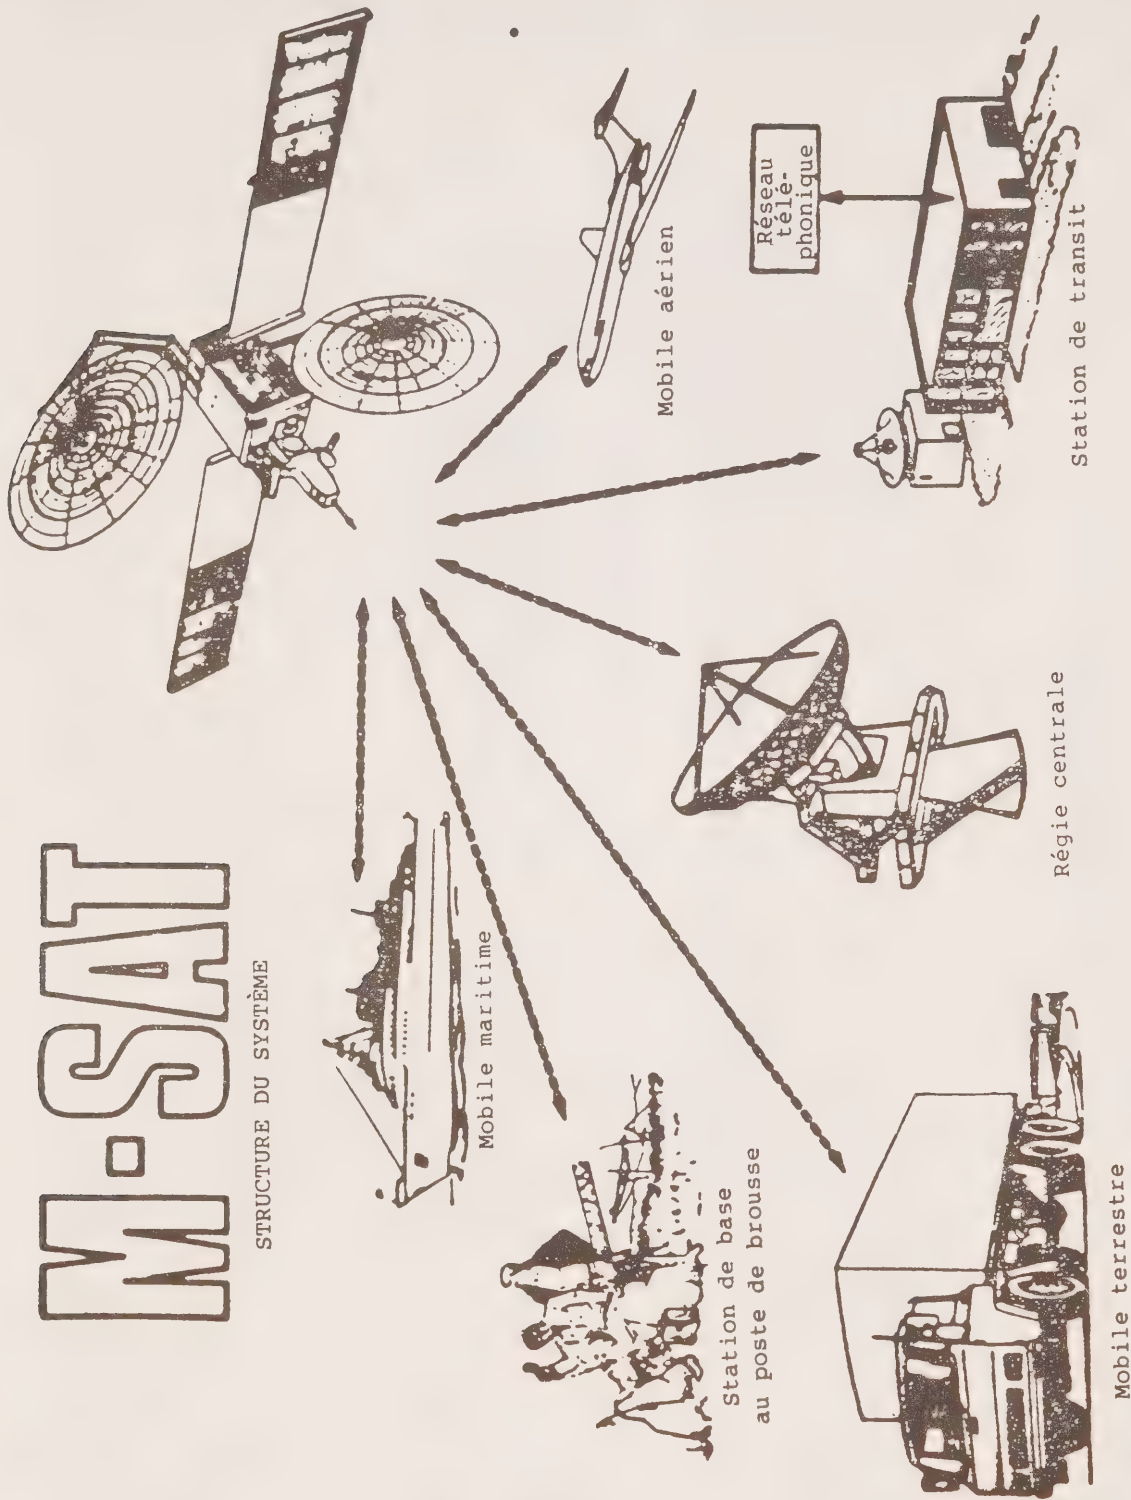 M-SAT
STRUCTURE DU SYSTÈME
Mobile maritime
Mobile aérien
Station de base
au poste de brousse
Réseau
télé-
phonique
Mobile terrestre
Régie centrale
Station de transit